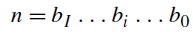 n = b_I . . . b_i . . . b_0